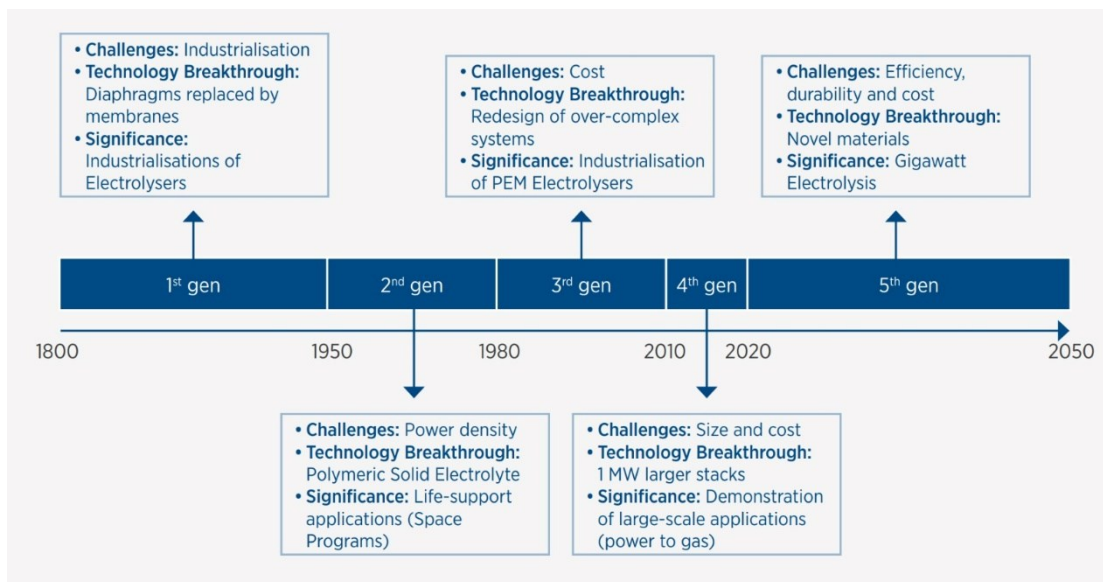 • Challenges: Industrialisation
• Technology Breakthrough:
Diaphragms replaced by
membranes
• Significance:
Industrialisations of
Electrolysers
• Challenges: Cost
• Technology Breakthrough:
Redesign of over-complex
systems
• Significance: Industrialisation
of PEM Electrolysers
• Challenges: Efficiency,
durability and cost
• Technology Breakthrough:
Novel materials
• Significance: Gigawatt
Electrolysis
1st gen
2nd gen
3rd gen
4th gen
5th gen
1800
1950
1980
2010
2020
2050
• Challenges: Power density
• Technology Breakthrough:
Polymeric Solid Electrolyte
• Significance: Life-support
applications (Space
Programs)
• Challenges: Size and cost
• Technology Breakthrough:
1 MW larger stacks
• Significance: Demonstration
of large-scale applications
(power to gas)